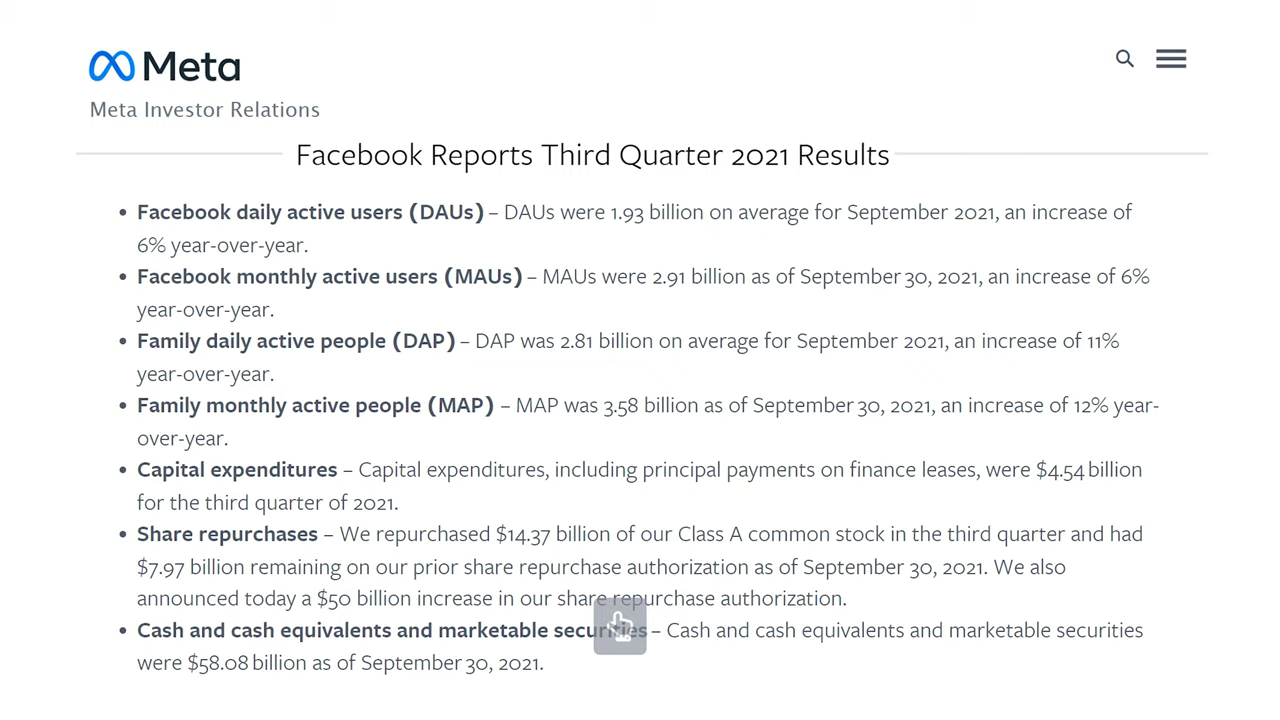 Meta
Meta Investor Relations
Facebook Reports Third Quarter 2021 Results
• Facebook daily active users (DAUs) – DAUs were 1.93 billion on average for September 2021, an increase of
6% year-over-year.
• Facebook monthly active users (MAUs) – MAUs were 2.91 billion as of September 30, 2021, an increase of 6%
year-over-year.
• Family daily active people (DAP) – DAP was 2.81 billion on average for September 2021, an increase of 11%
year-over-year.
• Family monthly active people (MAP) – MAP was 3.58 billion as of September 30, 2021, an increase of 12% year-
over-year.
• Capital expenditures – Capital expenditures, including principal payments on finance leases, were $4.54 billion
for the third quarter of 2021.
• Share repurchases – We repurchased $14.37 billion of our Class A common stock in the third quarter and had
$7.97 billion remaining on our prior share repurchase authorization as of September 30, 2021. We also
announced today a $50 billion increase in our share repurchase authorization.
• Cash and cash equivalents and marketable securities – Cash and cash equivalents and marketable securities
were $58.08 billion as of September 30, 2021.